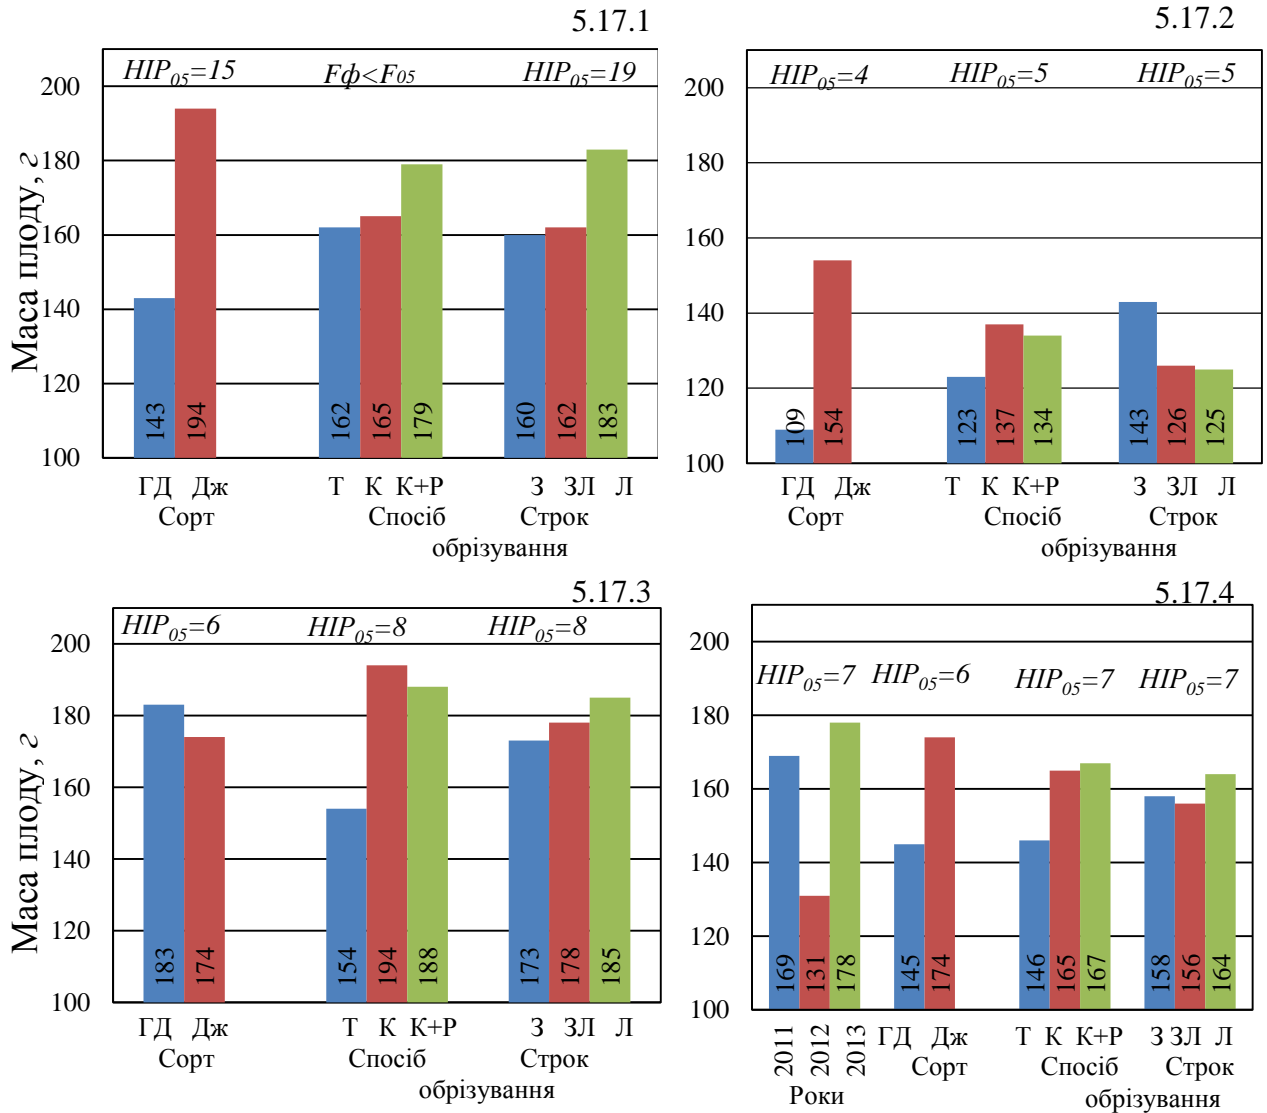 5.17.1
Маса плоду, г
200
180
160
140
120
100
НІР05=15
Fф<F05
НІР05=19
143
194
162
165
179
160
162
183
ГД Дж
Т К К+Р
З ЗЛ Л
Сорт
Спосіб
Строк
обрізування
5.17.2
200
180
160
140
120
100
НІР05=4
НІР05=5
НІР05=5
109
154
123
137
134
143
126
125
ГД Дж
Т К К+Р
З ЗЛ Л
Сорт
Спосіб
Строк
обрізування
5.17.3
Маса плоду, г
200
180
160
140
120
100
НІР05=6
НІР05=8
НІР05=8
183
174
154
194
188
173
178
185
ГД Дж
Т К К+Р
З ЗЛ Л
Сорт
Спосіб
Строк
обрізування
5.17.4
200
180
160
140
120
100
НІР05=7
НІР05=6
НІР05=7
НІР05=7
169
131
178
145
174
146
165
167
158
156
164
2011
2012
2013
ГД Дж
Т К К+Р
З ЗЛ Л
Роки
Сорт
Спосіб
Строк
обрізування